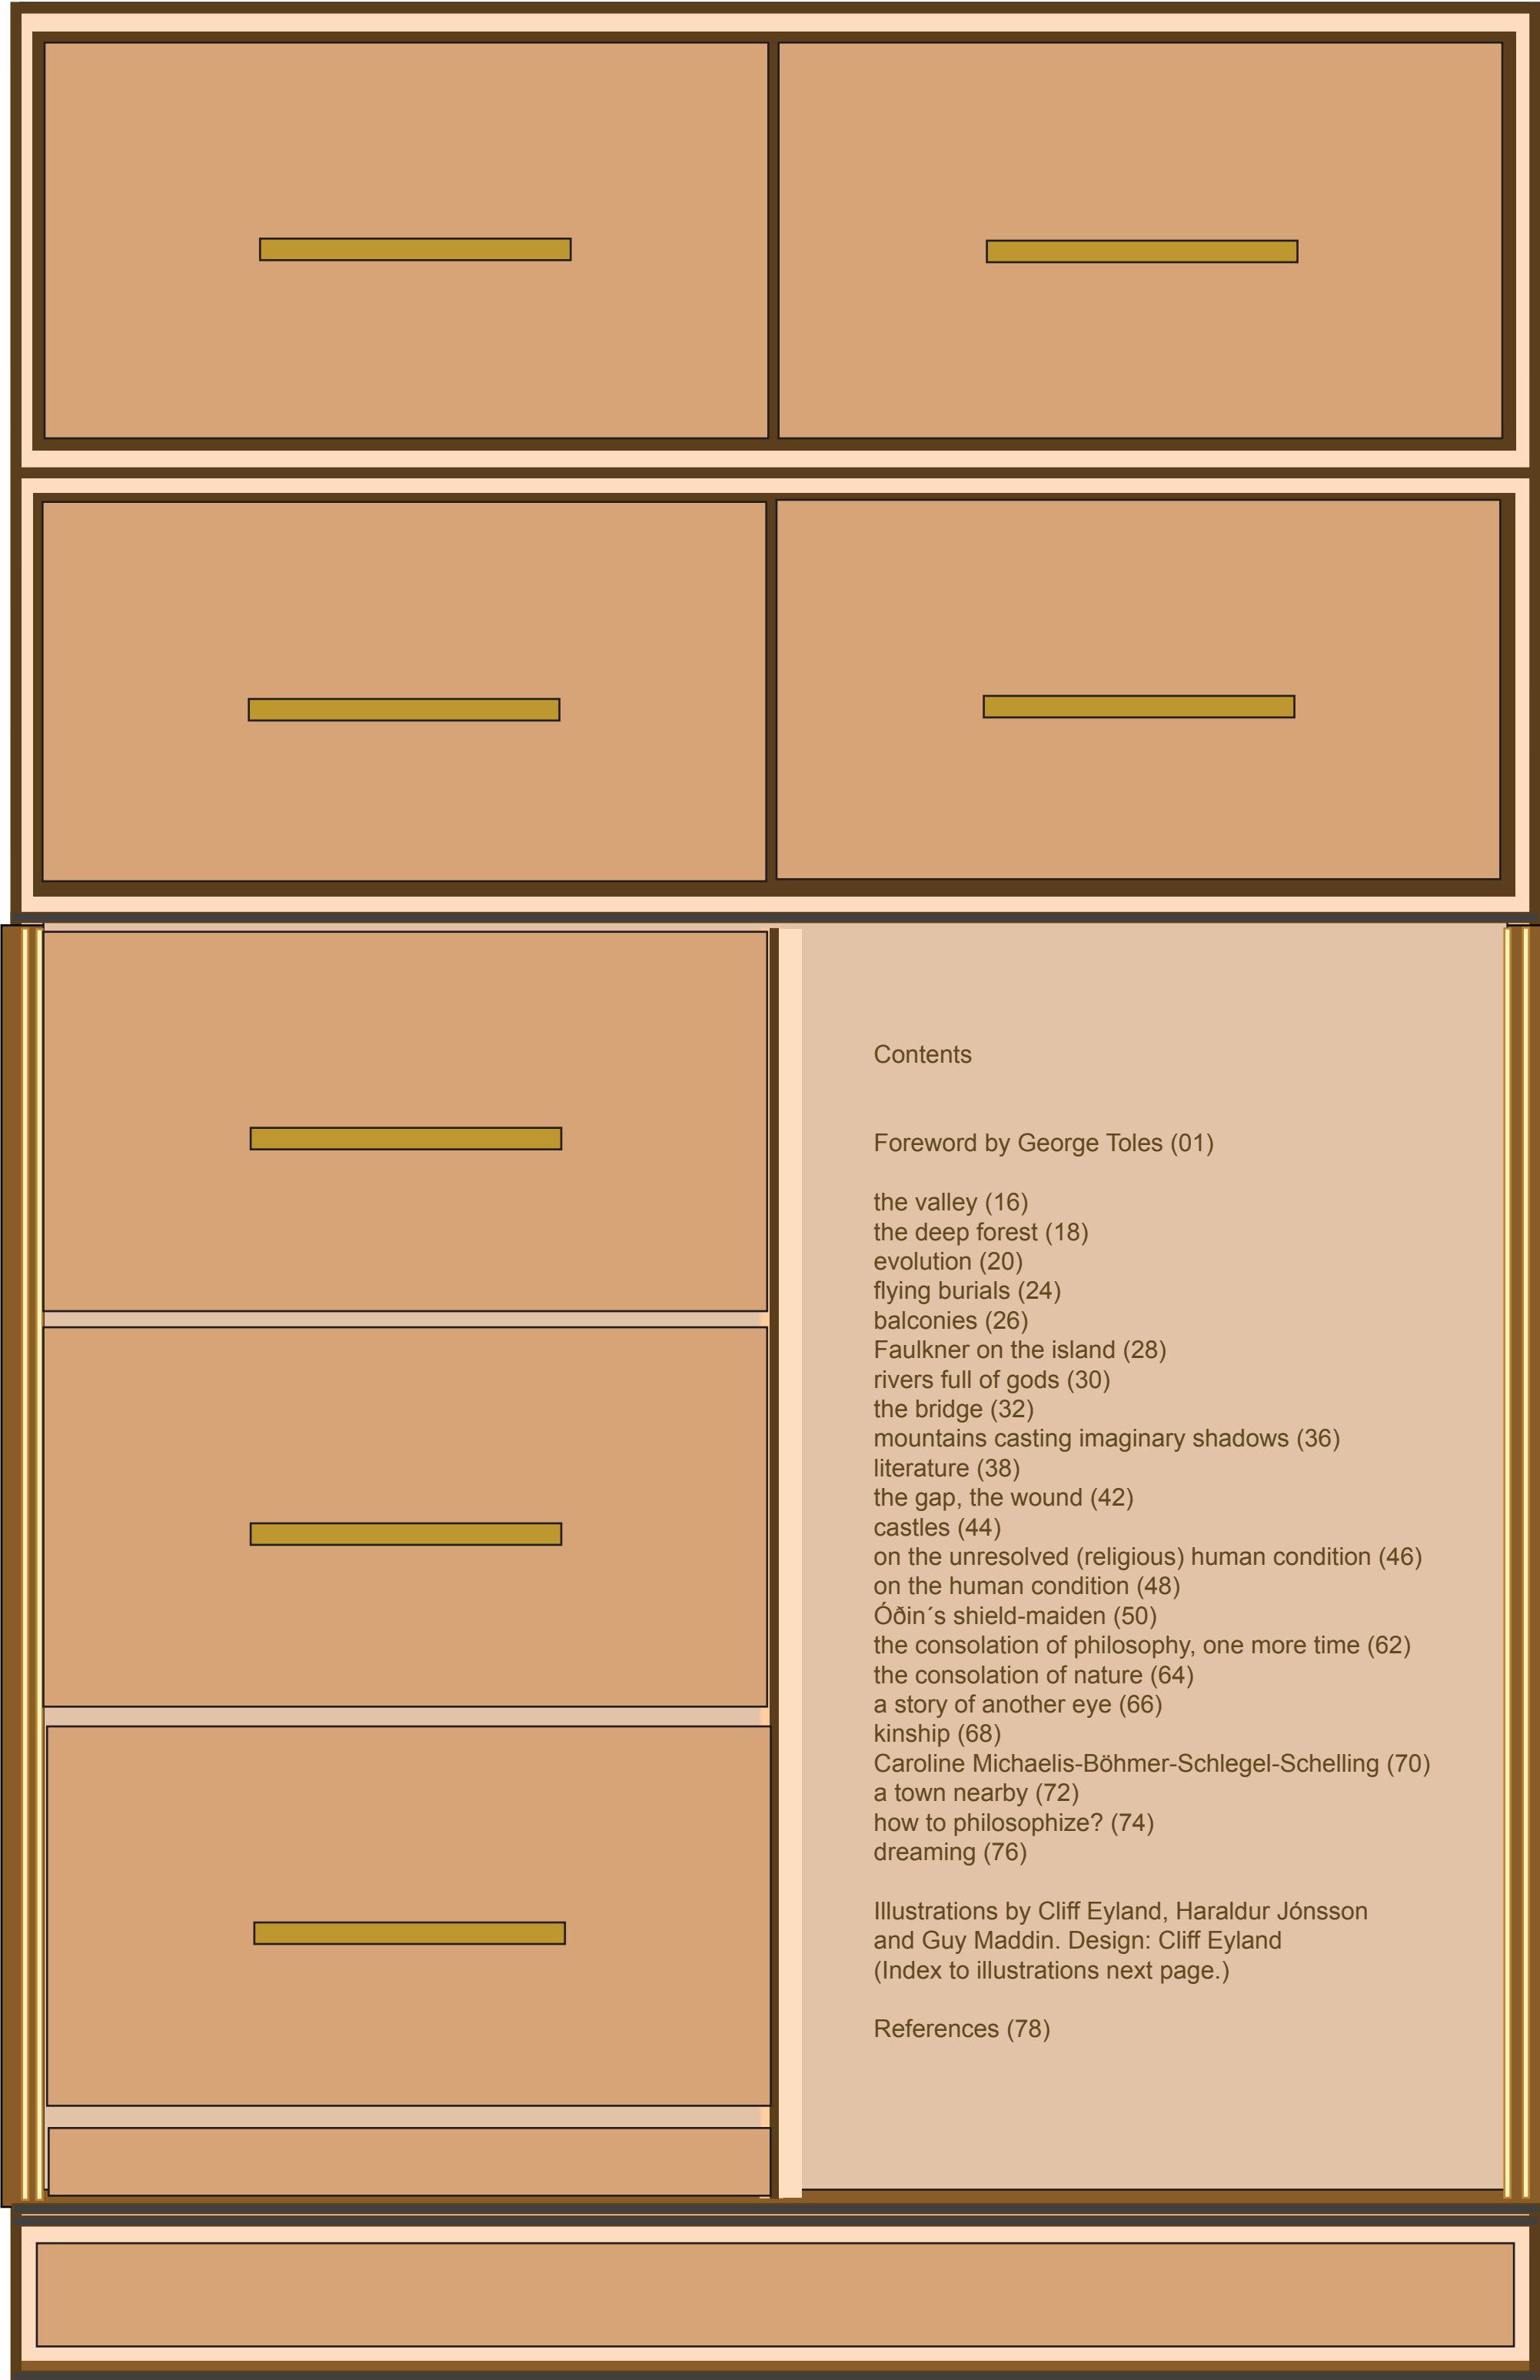 Contents
Foreword by George Toles (01)
the valley (16)
the deep forest (18)
evolution (20)
flying burials (24)
balconies (26)
Faulkner on the island (28)
rivers full of gods (30)
the bridge (32)
mountains casting imaginary shadows (36)
literature (38)
the gap, the wound (42)
castles (44)
on the unresolved (religious) human condition (46)
on the human condition (48)
Óðin´s shield-maiden (50)
the consolation of philosophy, one more time (62)
the consolation of nature (64)
a story of another eye (66)
kinship (68)
Caroline Michaelis-Böhmer-Schlegel-Schelling (70)
a town nearby (72)
how to philosophize? (74)
dreaming (76)
Illustrations by Cliff Eyland, Haraldur Jónsson
and Guy Maddin. Design: Cliff Eyland
(Index to illustrations next page.)
References (78)